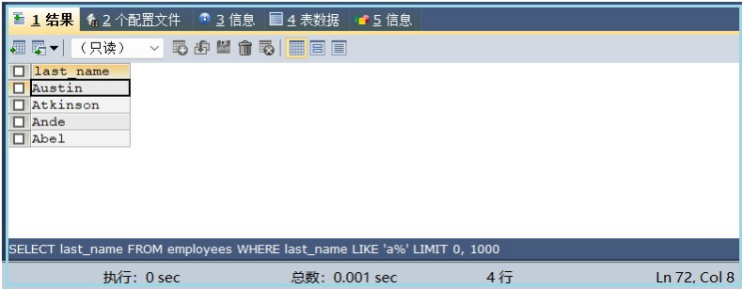 1 结果 2 个配置文件 3 信息 4 表数据 5 信息
（只读）
last_name
Austin
Atkinson
Ande
Abel
SELECT last_name FROM employees WHERE last_name LIKE 'a%' LIMIT 0, 1000
执行: 0 sec 总数: 0.001 sec 4 行 Ln 72, Col 8